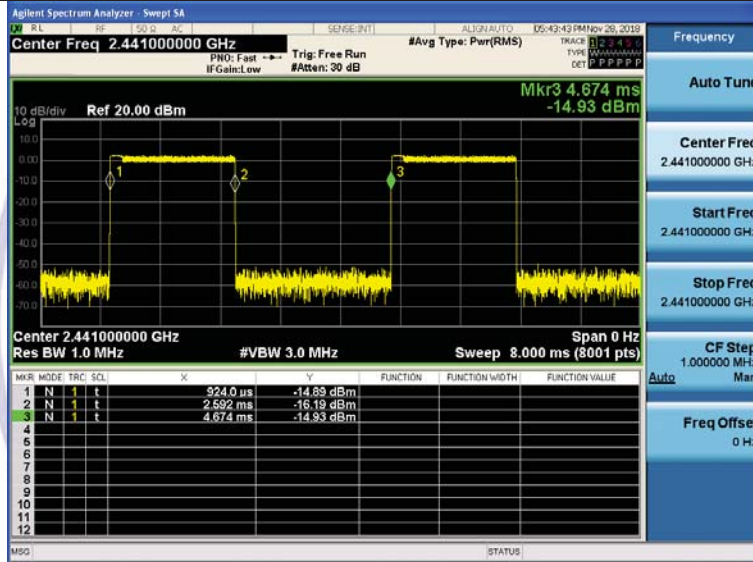 Agilent Spectrum Analyzer - Swept SA
RL RF 50 Ω AC SENSE:INT ALIGN AUTO 05:43:43 PM Nov 28, 2018
Center Freq 2.441000000 GHz
PNO: Fast
IFGain:Low
Trig: Free Run
#Atten: 30 dB
#Avg Type: Pwr(RMS)
TRACE 1 2 3 4 5 6
TYPE
DET P P P P P P
Mkr3 4.674 ms
-14.93 dBm
10 dB/div Ref 20.00 dBm
Log
10.0
0.00
-10.0
-20.0
-30.0
-40.0
-50.0
-60.0
-70.0
1
2
3
Center 2.441000000 GHz Span 0 Hz
Res BW 1.0 MHz #VBW 3.0 MHz Sweep 8.000 ms (8001 pts)
MKR MODE TRC SCL X Y FUNCTION FUNCTION WIDTH FUNCTION VALUE
1 N 1 t 924.0 µs -14.89 dBm
2 N 1 t 2.592 ms -16.19 dBm
3 N 1 t 4.674 ms -14.93 dBm
4
5
6
7
8
9
10
11
12
MSG STATUS
Frequency
Auto Tune
Center Freq
2.441000000 GHz
Start Freq
2.441000000 GHz
Stop Freq
2.441000000 GHz
CF Step
1.000000 MHz
Auto Man
Freq Offset
0 Hz